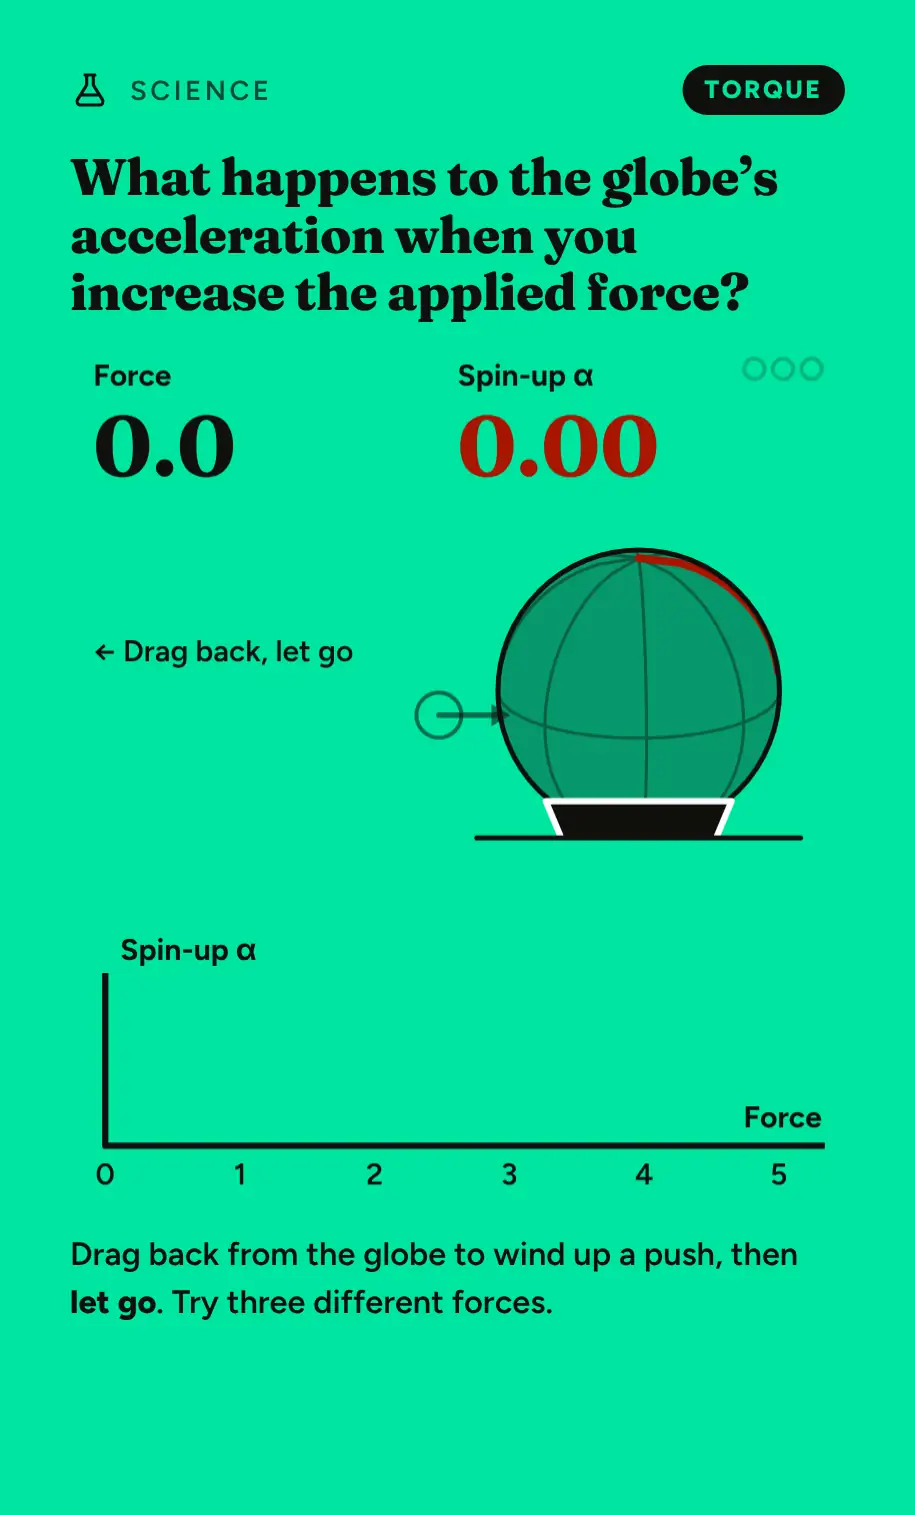 SCIENCE
TORQUE
What happens to the globe’s
acceleration when you
increase the applied force?
Force
Spin-up α
0.0
0.00
← Drag back, let go
Spin-up α
Force
0 1 2 3 4 5
Drag back from the globe to wind up a push, then
let go. Try three different forces.